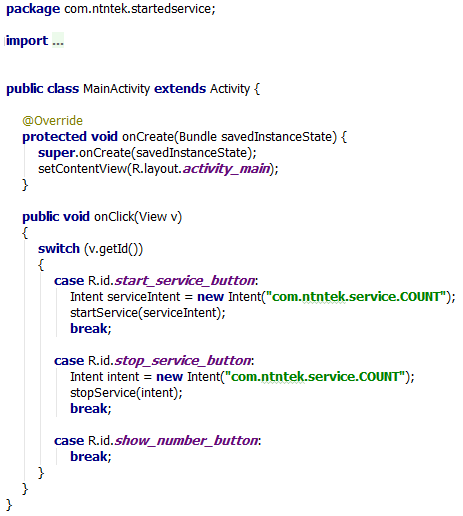 package com.ntntek.startedservice;
import ...
public class MainActivity extends Activity {
@Override
protected void onCreate(Bundle savedInstanceState) {
super.onCreate(savedInstanceState);
setContentView(R.layout.activity_main);
}
public void onClick(View v)
{
switch (v.getId())
{
case R.id.start_service_button:
Intent serviceIntent = new Intent("com.ntntek.service.COUNT");
startService(serviceIntent);
break;
case R.id.stop_service_button:
Intent intent = new Intent("com.ntntek.service.COUNT");
stopService(intent);
break;
case R.id.show_number_button:
break;
}
}
}